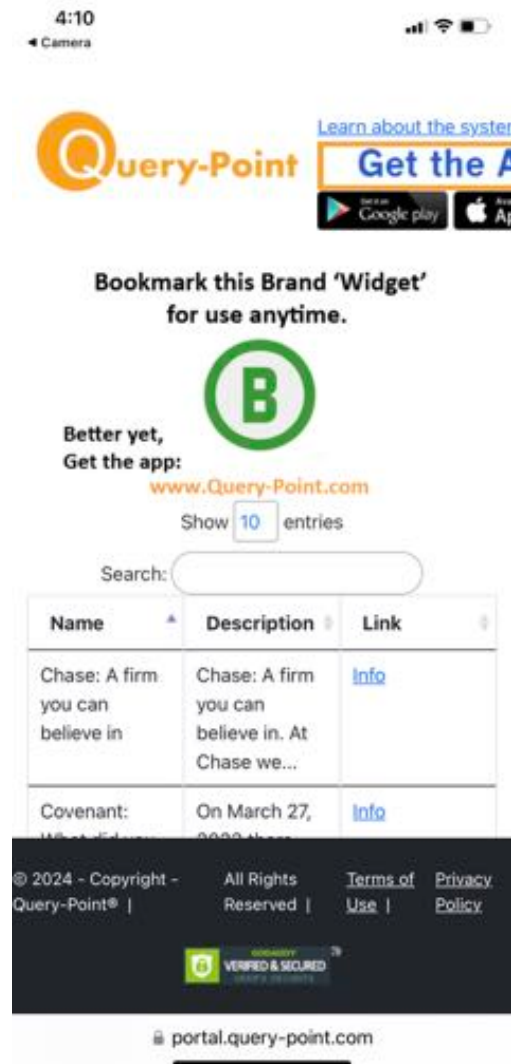 4:10
◀ Camera
Learn about the syster
Query-Point
Get the A
Google play
Ap
Bookmark this Brand ‘Widget’
for use anytime.
B
Better yet,
Get the app:
www.Query-Point.com
Show 10 entries
Search:
Name Description Link
Chase: A firm Chase: A firm Info
you can you can
believe in believe in. At
Chase we...
Covenant: On March 27, Info
© 2024 - Copyright - All Rights Terms of Privacy
Query-Point® | Reserved | Use | Policy
VERIFIED & SECURED
portal.query-point.com